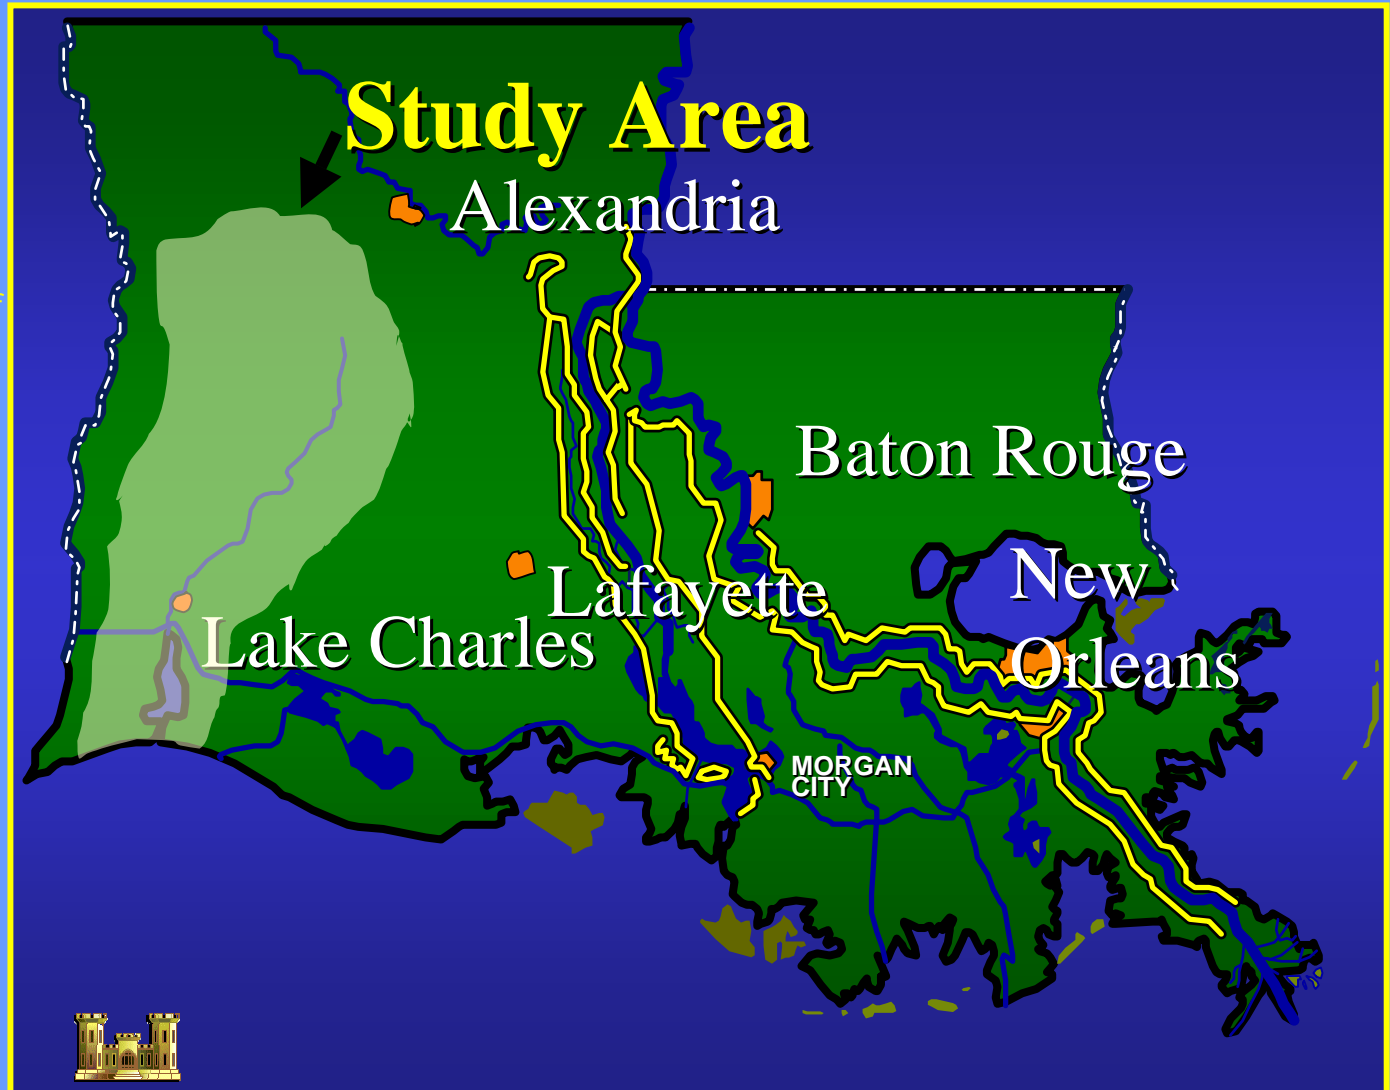 Study Area
Alexandria
Baton Rouge
New
Orleans
Lafayette
Lake Charles
MORGAN
CITY